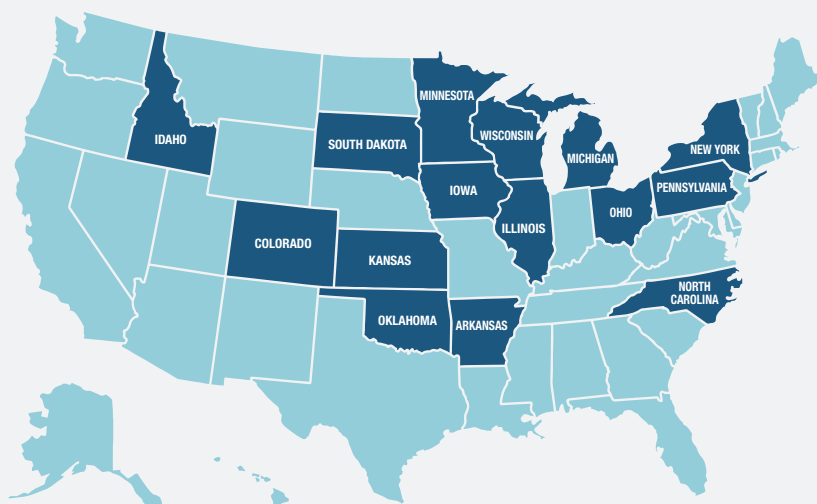 MINNESOTA
IDAHO
SOUTH DAKOTA
WISCONSIN
MICHIGAN
NEW YORK
IOWA
PENNSYLVANIA
OHIO
ILLINOIS
COLORADO
KANSAS
NORTH
CAROLINA
OKLAHOMA
ARKANSAS